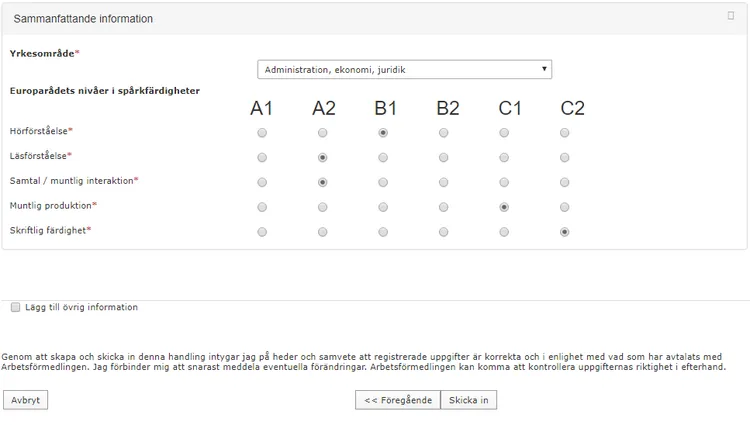 Sammanfattande information
Yrkesområde*
Administration, ekonomi, juridik
Europarådets nivåer i spårkfärdigheter
A1 A2 B1 B2 C1 C2
Hörförståelse*
Läsförståelse*
Samtal / muntlig interaktion*
Muntlig produktion*
Skriftlig färdighet*
Lägg till övrig information
Genom att skapa och skicka in denna handling intygar jag på heder och samvete att registrerade uppgifter är korrekta och i enlighet med vad som har avtalats med
Arbetsförmedlingen. Jag förbinder mig att snarast meddela eventuella förändringar. Arbetsförmedlingen kan komma att kontrollera uppgifternas riktighet i efterhand.
Avbryt << Föregående Skicka in